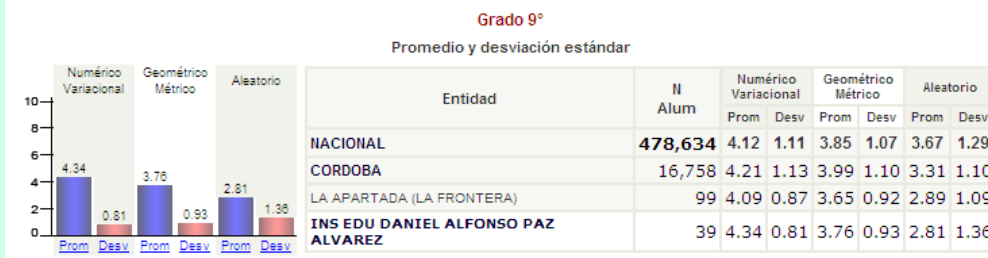 Grado 9°
Promedio y desviación estándar
Numérico Variacional
Geométrico Métrico
Aleatorio
10
8
6
4
2
0
4.34
0.81
3.76
0.93
2.81
1.36
Prom Desv Prom Desv Prom Desv
Entidad
N Alum
Numérico Variacional
Geométrico Métrico
Aleatorio
Prom Desv Prom Desv Prom Desv
NACIONAL 478,634 4.12 1.11 3.85 1.07 3.67 1.29
CORDOBA 16,758 4.21 1.13 3.99 1.10 3.31 1.10
LA APARTADA (LA FRONTERA) 99 4.09 0.87 3.65 0.92 2.89 1.09
INS EDU DANIEL ALFONSO PAZ
ALVAREZ 39 4.34 0.81 3.76 0.93 2.81 1.36